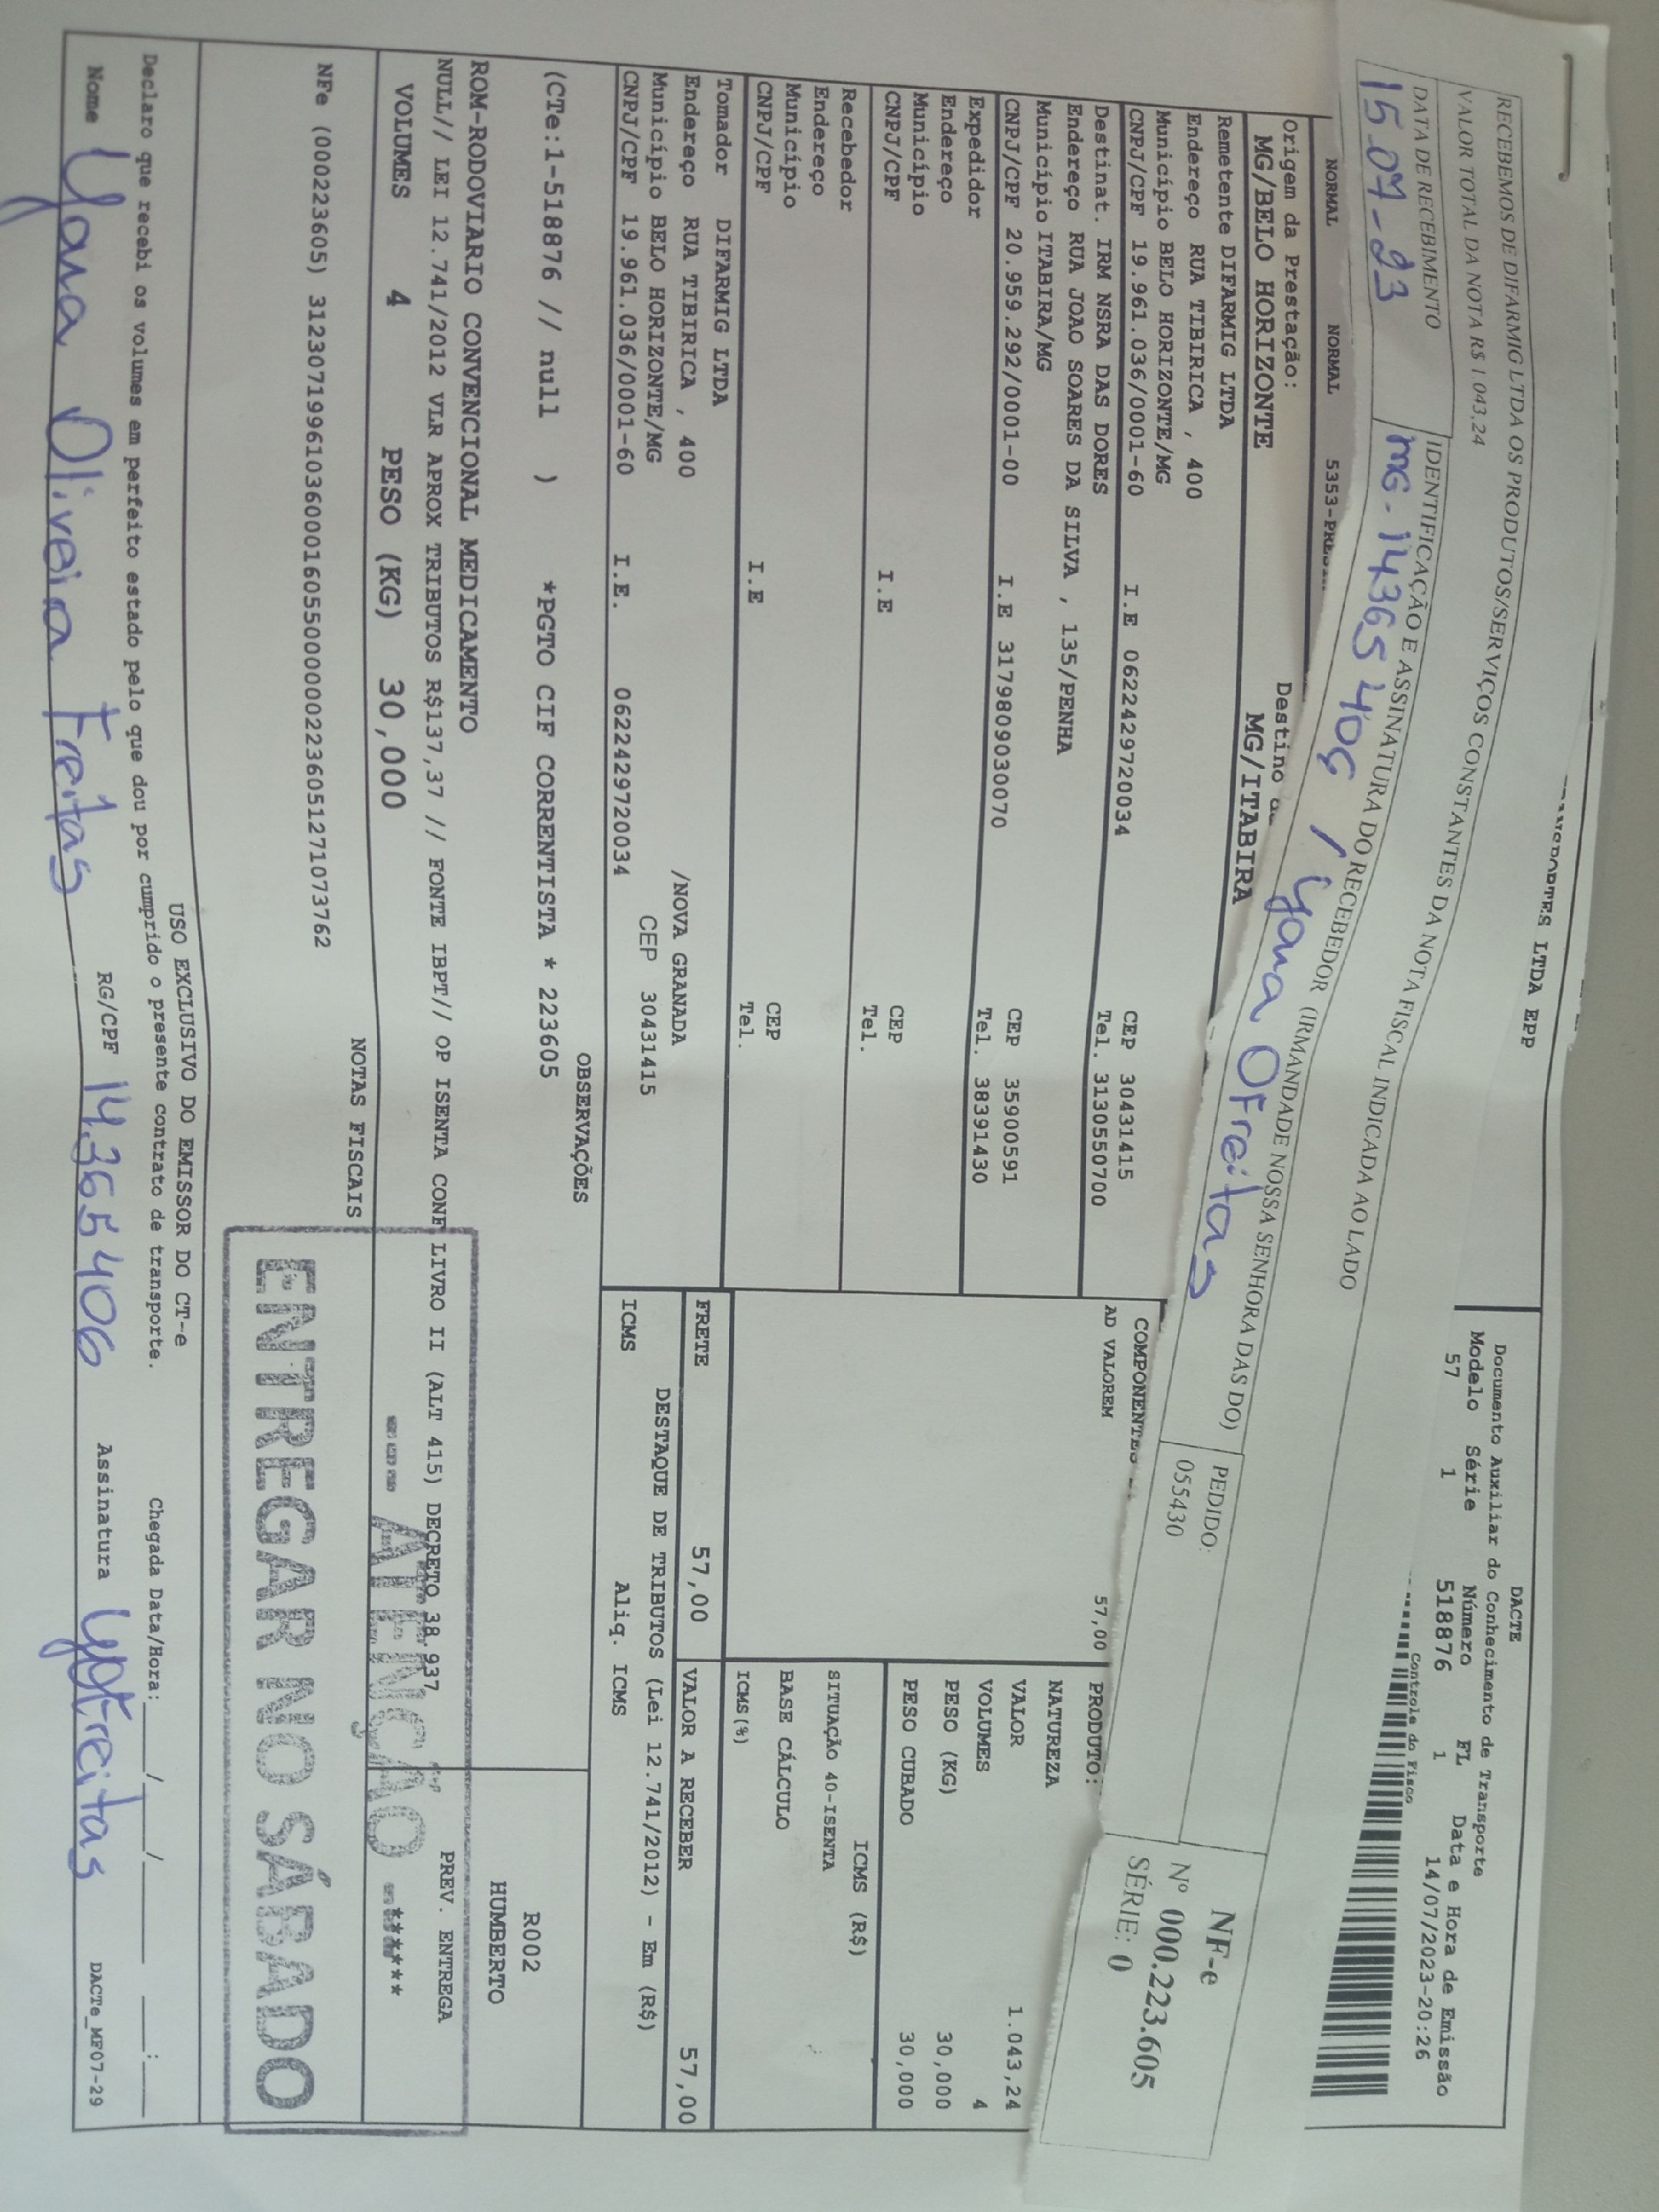 RECEBEMOS DE DIFARMIG LTDA OS PRODUTOS/SERVIÇOS CONSTANTES DA NOTA FISCAL INDICADA AO LADO
VALOR TOTAL DA NOTA R$ 1.043,24
DATA DE RECEBIMENTO
15-07-23
IDENTIFICAÇÃO E ASSINATURA DO RECEBEDOR (IRMANDADE NOSSA SENHORA DAS DO)
MG-14365406 / Yana OFreitas
PEDIDO:
055430
NF-e
Nº 000.223.605
SÉRIE: 0
LTDA EPP
DACTE
Documento Auxiliar do Conhecimento de Transporte
Modelo Série Número FL Data e Hora de Emissão
57 1 518876 1 14/07/2023-20:26
Controle do Fisco
NORMAL NORMAL
Origem da Prestação: Destino
MG/BELO HORIZONTE MG/ITABIRA
Remetente DIFARMIG LTDA
Endereço RUA TIBIRICA , 400
Município BELO HORIZONTE/MG CEP 30431415
CNPJ/CPF 19.961.036/0001-60 I.E 0622429720034 Tel. 3130550700
Destinat. IRM NSRA DAS DORES
Endereço RUA JOAO SOARES DA SILVA , 135/PENHA
Município ITABIRA/MG CEP 35900591
CNPJ/CPF 20.959.292/0001-00 I.E 3179809030070 Tel. 38391430
Expedidor
Endereço
Município CEP
CNPJ/CPF I.E Tel.
Recebedor
Endereço
Município CEP
CNPJ/CPF I.E Tel.
Tomador DIFARMIG LTDA
Endereço RUA TIBIRICA , 400 /NOVA GRANADA
Município BELO HORIZONTE/MG CEP 30431415
CNPJ/CPF 19.961.036/0001-60 I.E. 0622429720034
AD VALOREM 57,00
PRODUTO:
NATUREZA
VALOR 1.043,24
VOLUMES 4
PESO (KG) 30,000
PESO CUBADO 30,000
ICMS (R$)
SITUAÇÃO 40-ISENTA
BASE CÁLCULO
ICMS(%)
FRETE 57,00 VALOR A RECEBER 57,00
DESTAQUE DE TRIBUTOS (Lei 12.741/2012) - Em (R$)
ICMS Aliq. ICMS
OBSERVAÇÕES
(CTe:1-518876 // null ) *PGTO CIF CORRENTISTA * 223605
R002
HUMBERTO
ROM-RODOVIARIO CONVENCIONAL MEDICAMENTO
NULL// LEI 12.741/2012 VLR APROX TRIBUTOS R$137,37 // FONTE IBPT// OP ISENTA CONF LIVRO II (ALT 415) DECRETO 38.937
PREV. ENTREGA
VOLUMES 4 PESO (KG) 30,000
ATENÇÃO
ENTREGAR NO SÁBADO
NOTAS FISCAIS
NFe (000223605) 31230719961036000160550000002236051271073762
USO EXCLUSIVO DO EMISSOR DO CT-e
Declaro que recebi os volumes em perfeito estado pelo que dou por cumprido o presente contrato de transporte. Chegada Data/Hora: ____/____/______ ____:____
Nome Yana Oliveira Freitas RG/CPF 14.365406 Assinatura YOFreitas DACTe_MF07-29